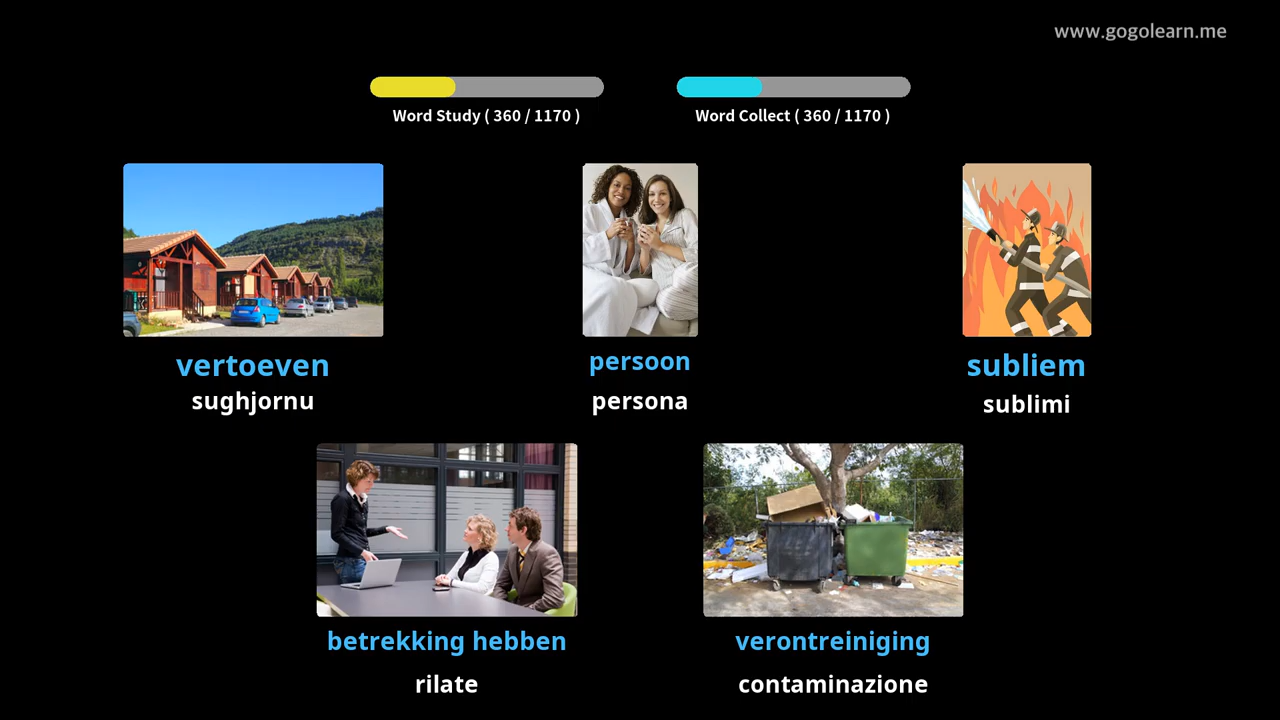 www.gogolearn.me
Word Study ( 360 / 1170 )
Word Collect ( 360 / 1170 )
vertoeven
sughjornu
persoon
persona
subliem
sublimi
betrekking hebben
rilate
verontreiniging
contaminazione